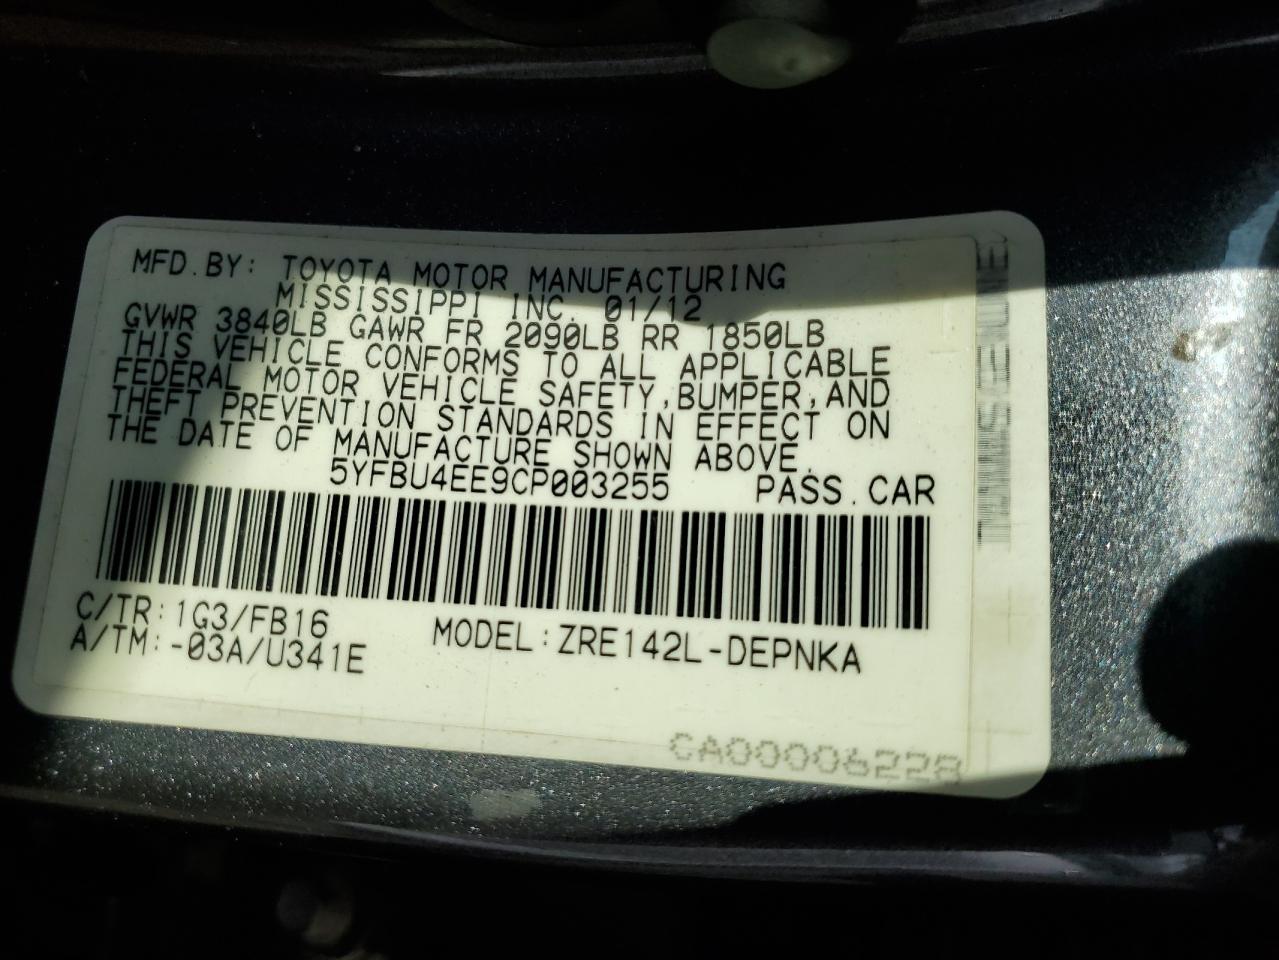 MFD.BY: TOYOTA MOTOR MANUFACTURING
MISSISSIPPI INC. 01/12
GVWR 3840LB GAWR FR 2090LB RR 1850LB
THIS VEHICLE CONFORMS TO ALL APPLICABLE
FEDERAL MOTOR VEHICLE SAFETY,BUMPER,AND
THEFT PREVENTION STANDARDS IN EFFECT ON
THE DATE OF MANUFACTURE SHOWN ABOVE.
5YFBU4EE9CP003255 PASS.CAR
C/TR:1G3/FB16
A/TM:-03A/U341E
MODEL:ZRE142L-DEPNKA
CA00006228